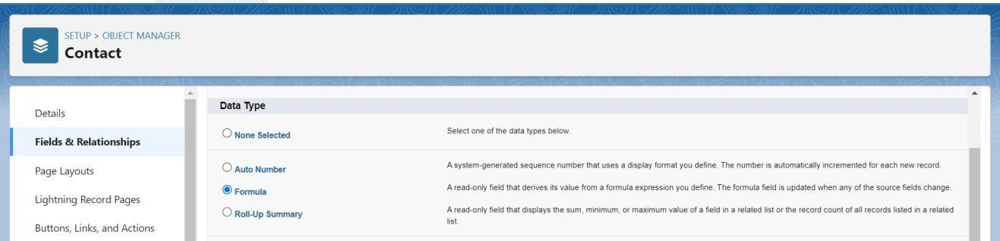 SETUP > OBJECT MANAGER
Contact
Details
Fields & Relationships
Page Layouts
Lightning Record Pages
Buttons, Links, and Actions
Data Type
None Selected Select one of the data types below.
Auto Number A system-generated sequence number that uses a display format you define. The number is automatically incremented for each new record.
Formula A read-only field that derives its value from a formula expression you define. The formula field is updated when any of the source fields change.
Roll-Up Summary A read-only field that displays the sum, minimum, or maximum value of a field in a related list or the record count of all records listed in a related
list.